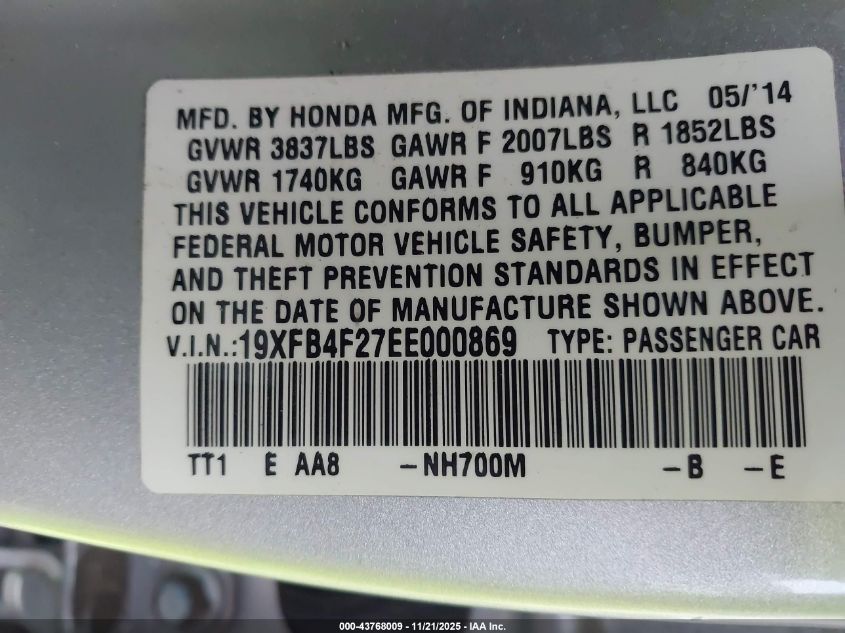 MFD. BY HONDA MFG. OF INDIANA, LLC 05/'14
GVWR 3837LBS GAWR F 2007LBS R 1852LBS
GVWR 1740KG GAWR F 910KG R 840KG
THIS VEHICLE CONFORMS TO ALL APPLICABLE
FEDERAL MOTOR VEHICLE SAFETY, BUMPER,
AND THEFT PREVENTION STANDARDS IN EFFECT
ON THE DATE OF MANUFACTURE SHOWN ABOVE.
V.I.N.:19XFB4F27EE000869 TYPE: PASSENGER CAR
TT1 E AA8 -NH700M -B -E
000-43768009 - 11/21/2025 - IAA Inc.